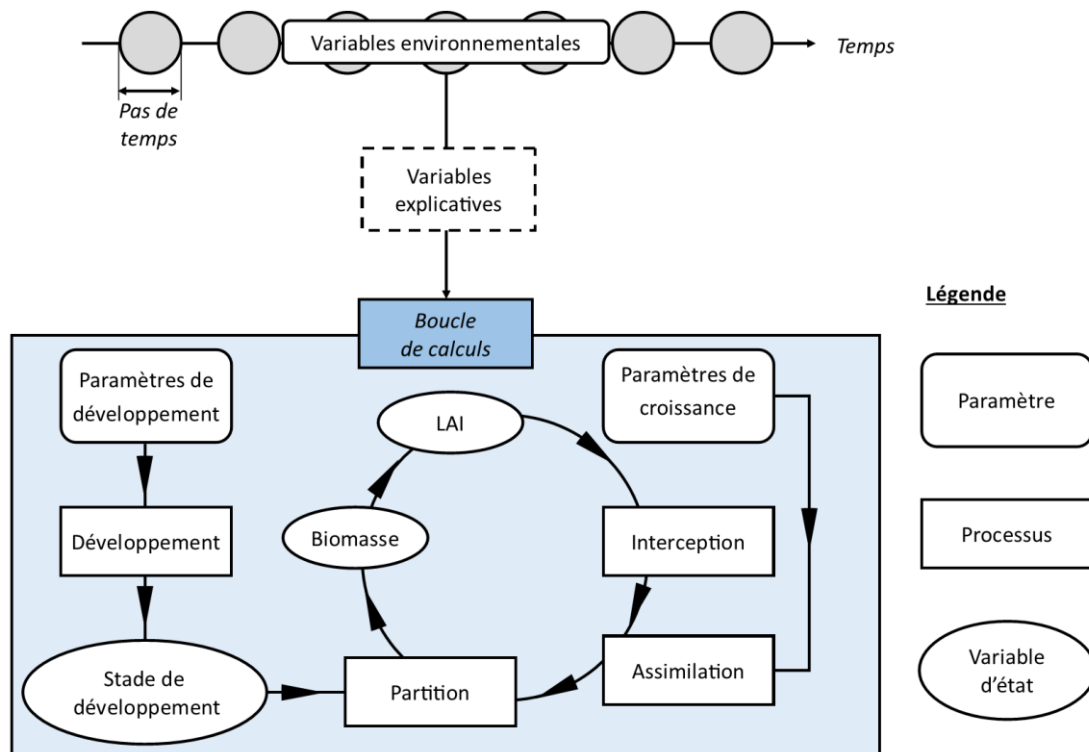 Variables environnementales
Temps
Pas de
temps
Variables
explicatives
Boucle
de calculs
Légende
Paramètres de
développement
Paramètres de
croissance
LAI
Paramètre
Développement
Biomasse
Interception
Processus
Stade de
développement
Partition
Assimilation
Variable
d'état